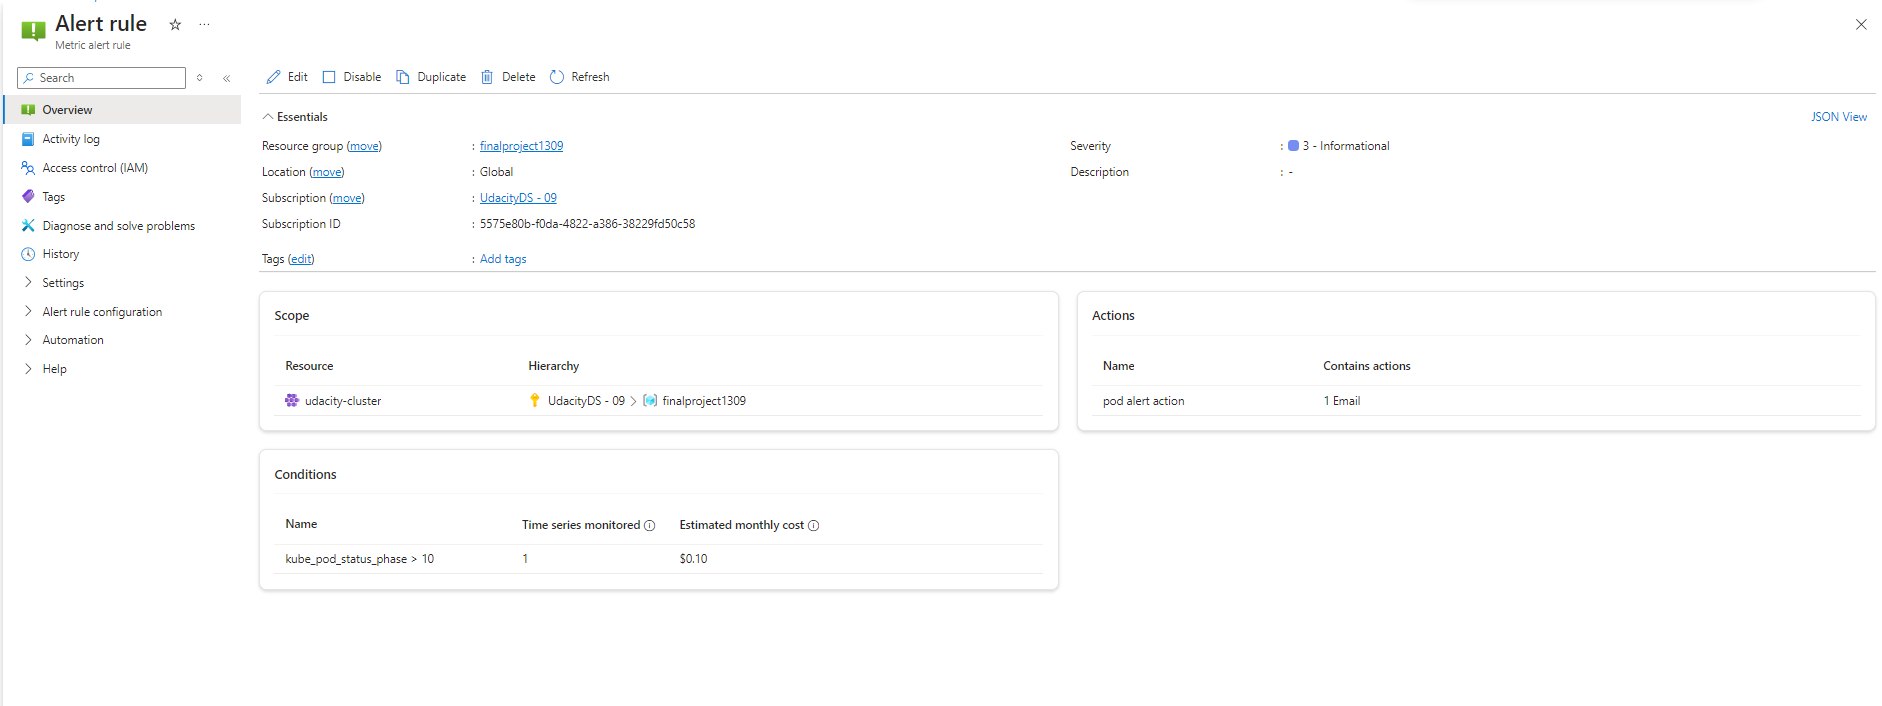 Alert rule
Metric alert rule
Search
Overview
Activity log
Access control (IAM)
Tags
Diagnose and solve problems
History
Settings
Alert rule configuration
Automation
Help
Edit Disable Duplicate Delete Refresh
Essentials
JSON View
Resource group (move) : finalproject1309
Location (move) : Global
Subscription (move) : UdacityDS - 09
Subscription ID : 5575e80b-f0da-4822-a386-38229fd50c58
Tags (edit) : Add tags
Severity : 3 - Informational
Description : -
Scope
Resource Hierarchy
udacity-cluster UdacityDS - 09 > finalproject1309
Actions
Name Contains actions
pod alert action 1 Email
Conditions
Name Time series monitored Estimated monthly cost
kube_pod_status_phase > 10 1 $0.10